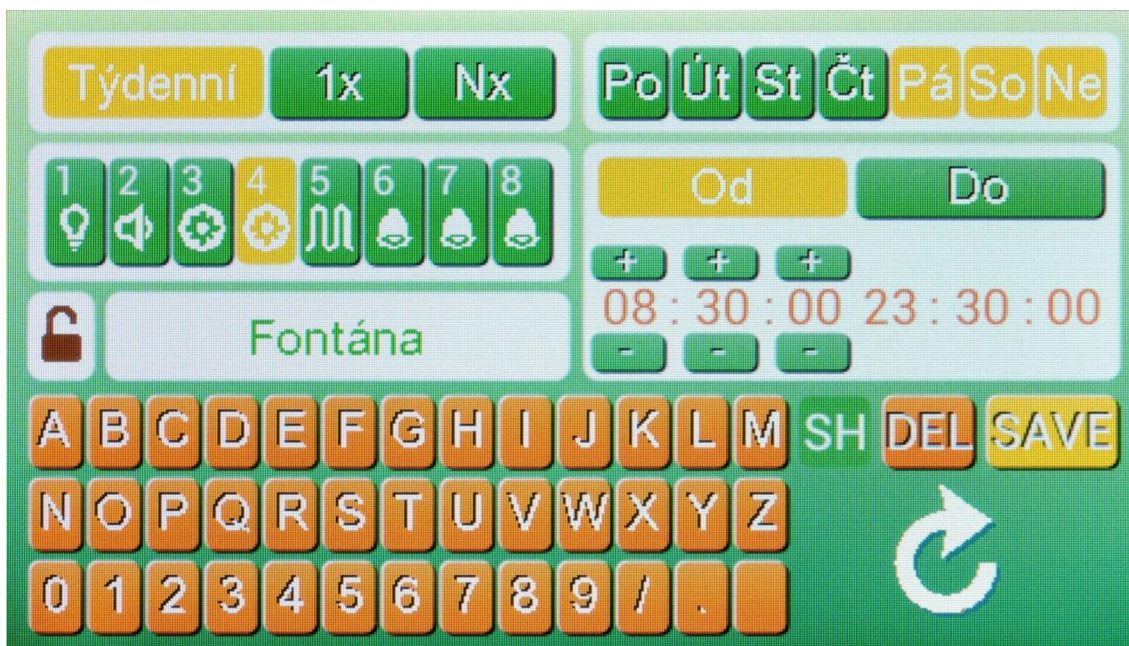 Týdenní 1x Nx
Po Út St Čt Pá So Ne
1 2 3 4 5 6 7 8
Od Do
+ + +
08 : 30 : 00 23 : 30 : 00
- - -
Fontána
A B C D E F G H I J K L M SH DEL SAVE
N O P Q R S T U V W X Y Z
0 1 2 3 4 5 6 7 8 9 / .